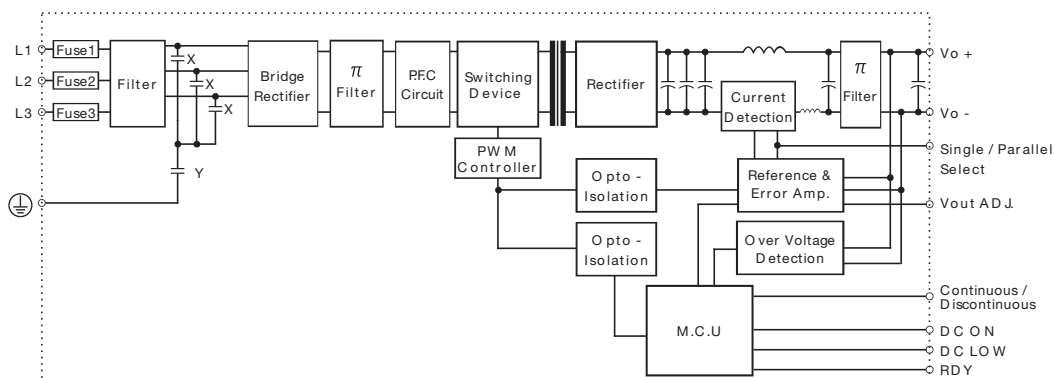 L1
Fuse1
L2
Fuse2
L3
Fuse3
Filter
X
X
X
Y
Bridge
Rectifier
π
Filter
P.F.C
Circuit
Switching
Device
PWM
Controller
Rectifier
Current
Detection
π
Filter
Vo +
Vo -
Single / Parallel
Select
Opto -
Isolation
Reference &
Error Amp.
Vout ADJ.
Opto -
Isolation
Over Voltage
Detection
M.C.U
Continuous /
Discontinuous
DC ON
DC LOW
RDY